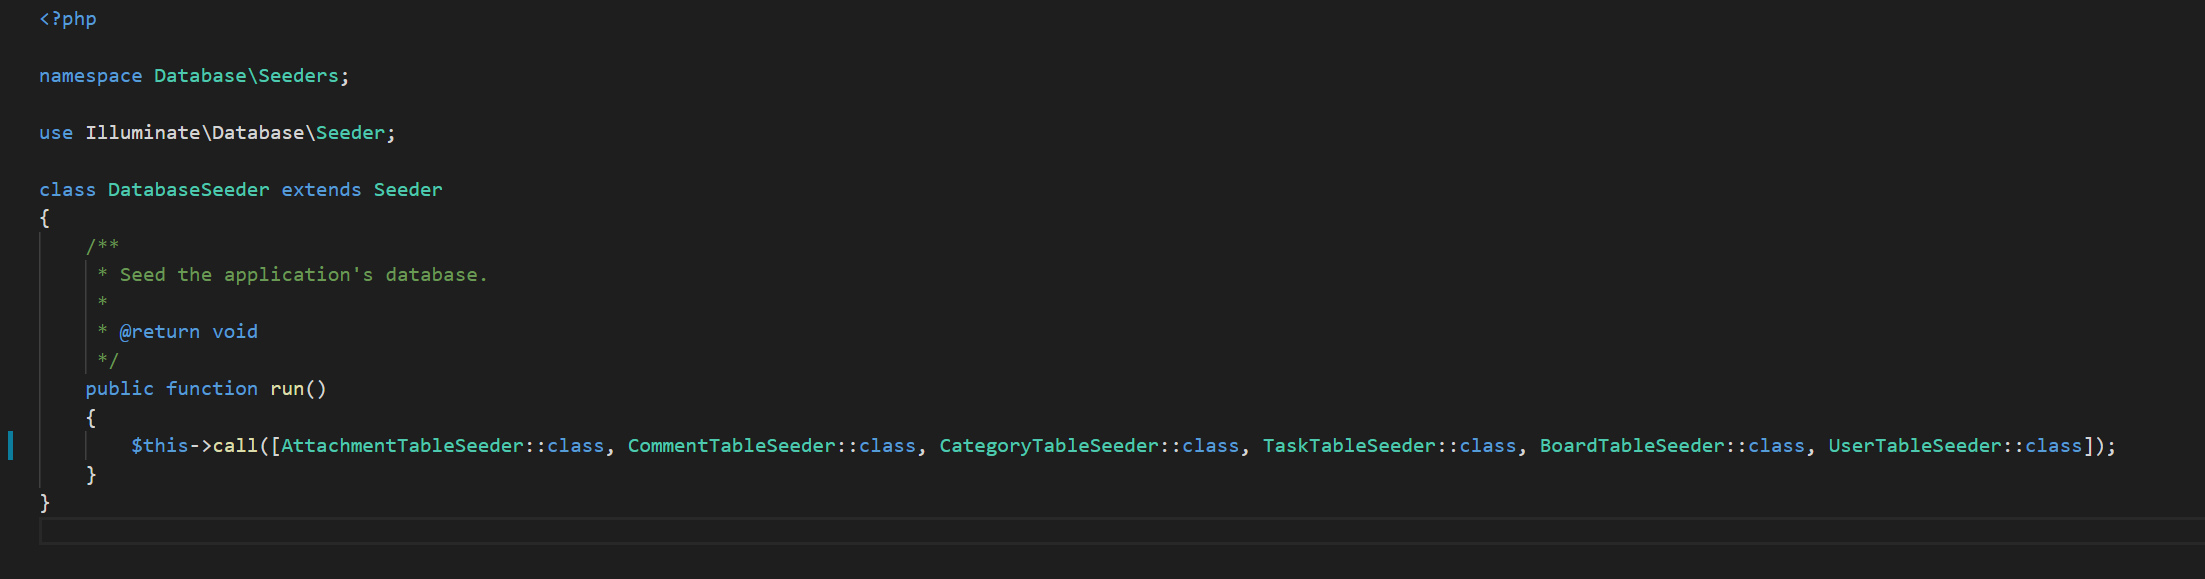 <?php
namespace Database\Seeders;
use Illuminate\Database\Seeder;
class DatabaseSeeder extends Seeder
{
/**
* Seed the application's database.
*
* @return void
*/
public function run()
{
$this->call([AttachmentTableSeeder::class, CommentTableSeeder::class, CategoryTableSeeder::class, TaskTableSeeder::class, BoardTableSeeder::class, UserTableSeeder::class]);
}
}